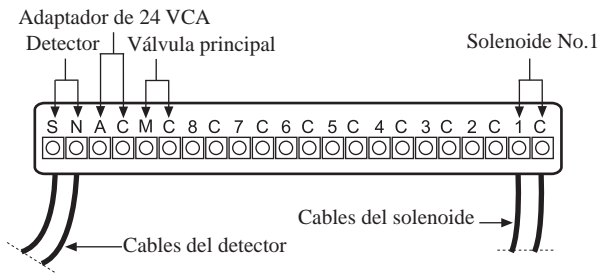 Adaptador de 24 VCA
Detector Válvula principal Solenoide No.1
S N A C M C 8 C 7 C 6 C 5 C 4 C 3 C 2 C 1 C
Cables del solenoide
Cables del detector